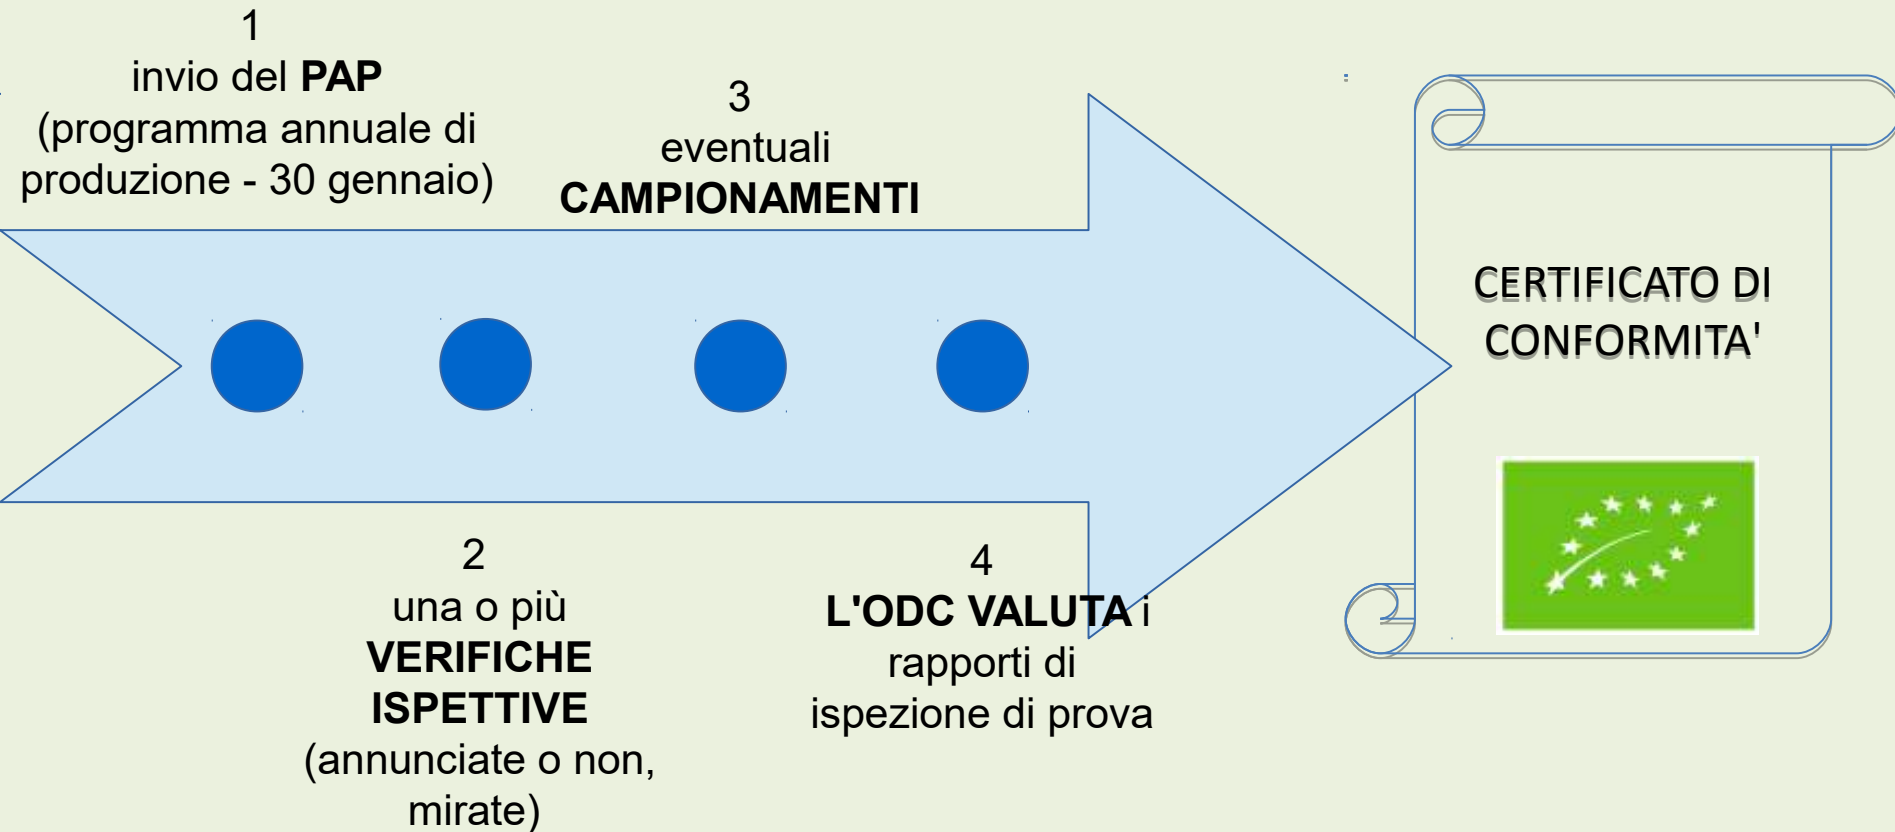 1
invio del PAP
(programma annuale di
produzione - 30 gennaio)
2
una o più
VERIFICHE
ISPETTIVE
(annunciate o non,
mirate)
3
eventuali
CAMPIONAMENTI
4
L'ODC VALUTA i
rapporti di
ispezione di prova
CERTIFICATO DI
CONFORMITA'